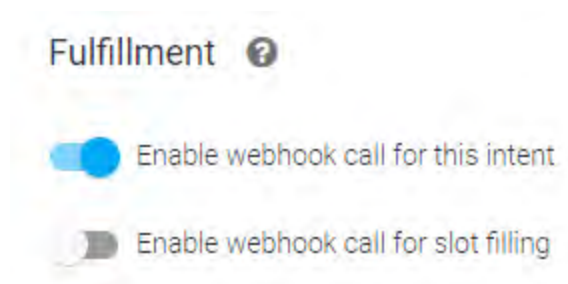 Fulfillment ?
Enable webhook call for this intent
Enable webhook call for slot filling